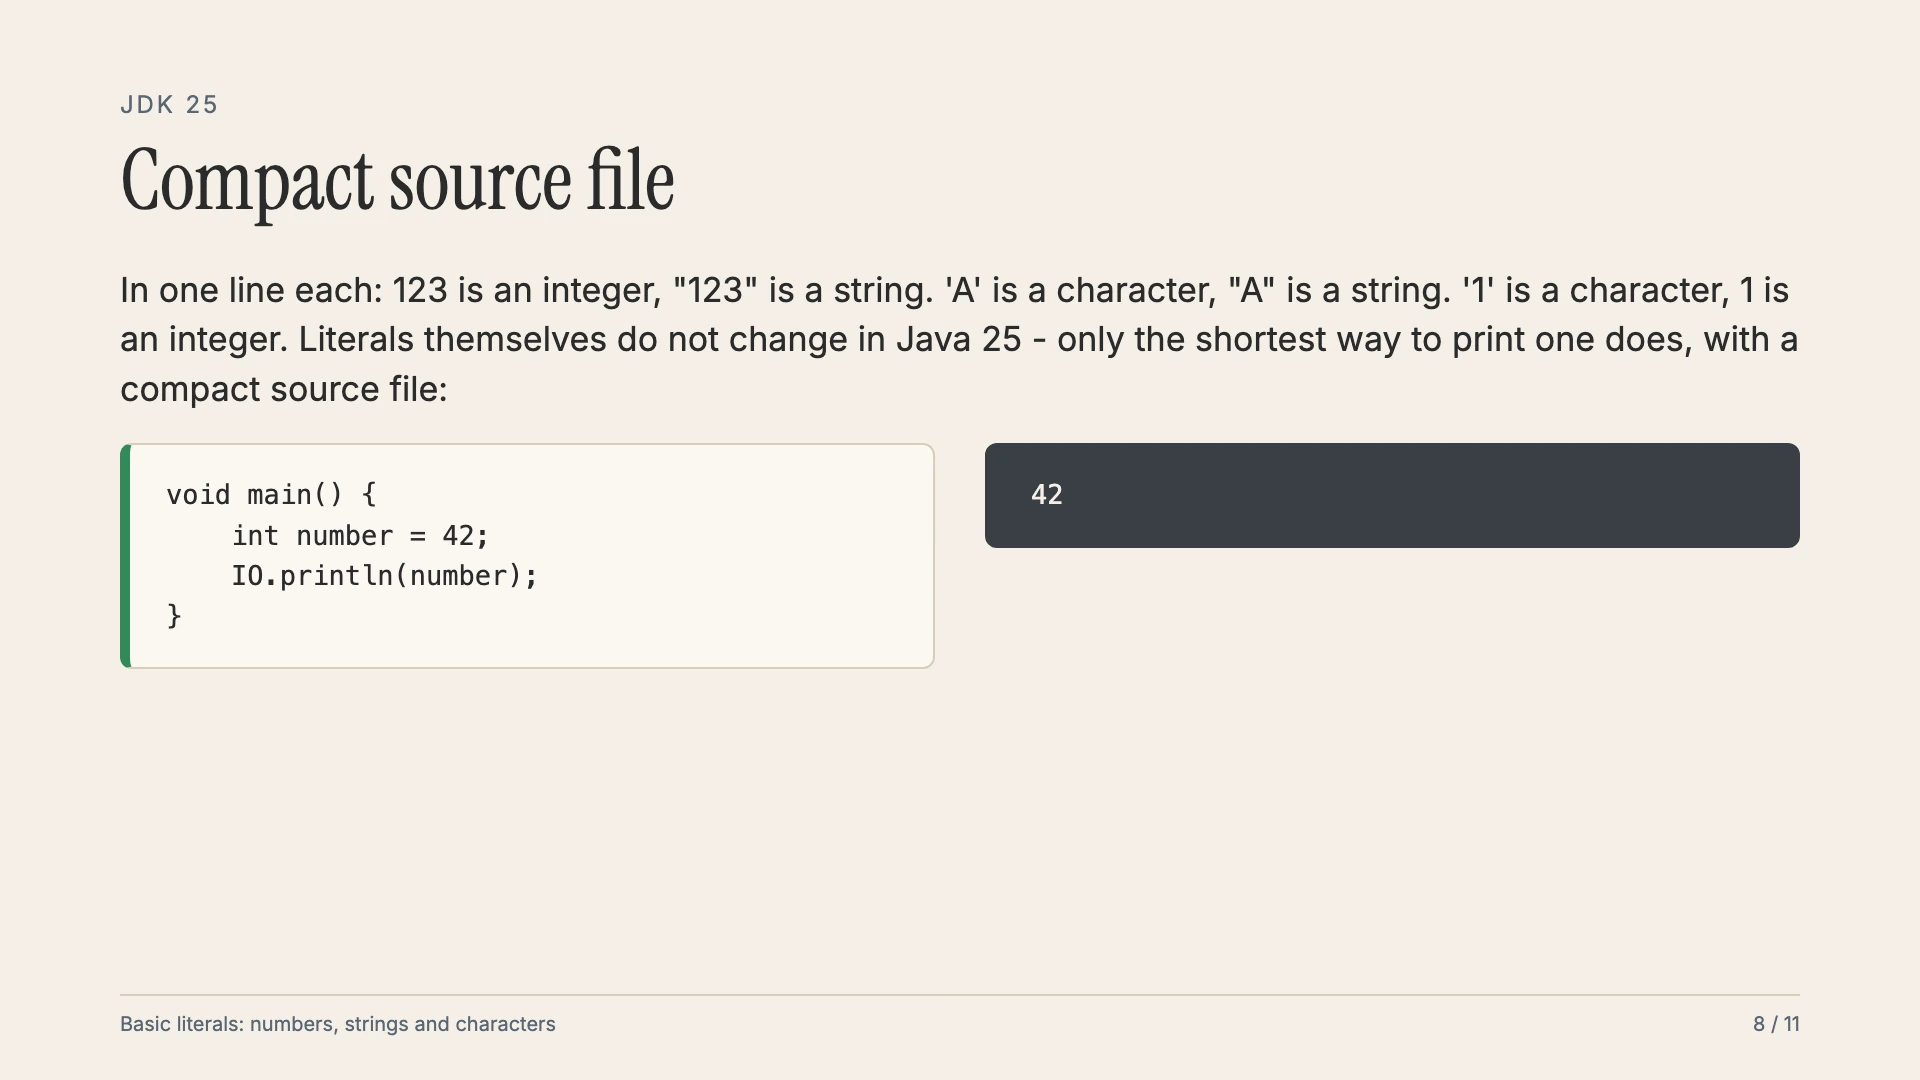 JDK 25
Compact source file
In one line each: 123 is an integer, "123" is a string. 'A' is a character, "A" is a string. '1' is a character, 1 is
an integer. Literals themselves do not change in Java 25 - only the shortest way to print one does, with a
compact source file:
void main() {
    int number = 42;
    IO.println(number);
}
42
Basic literals: numbers, strings and characters
8 / 11